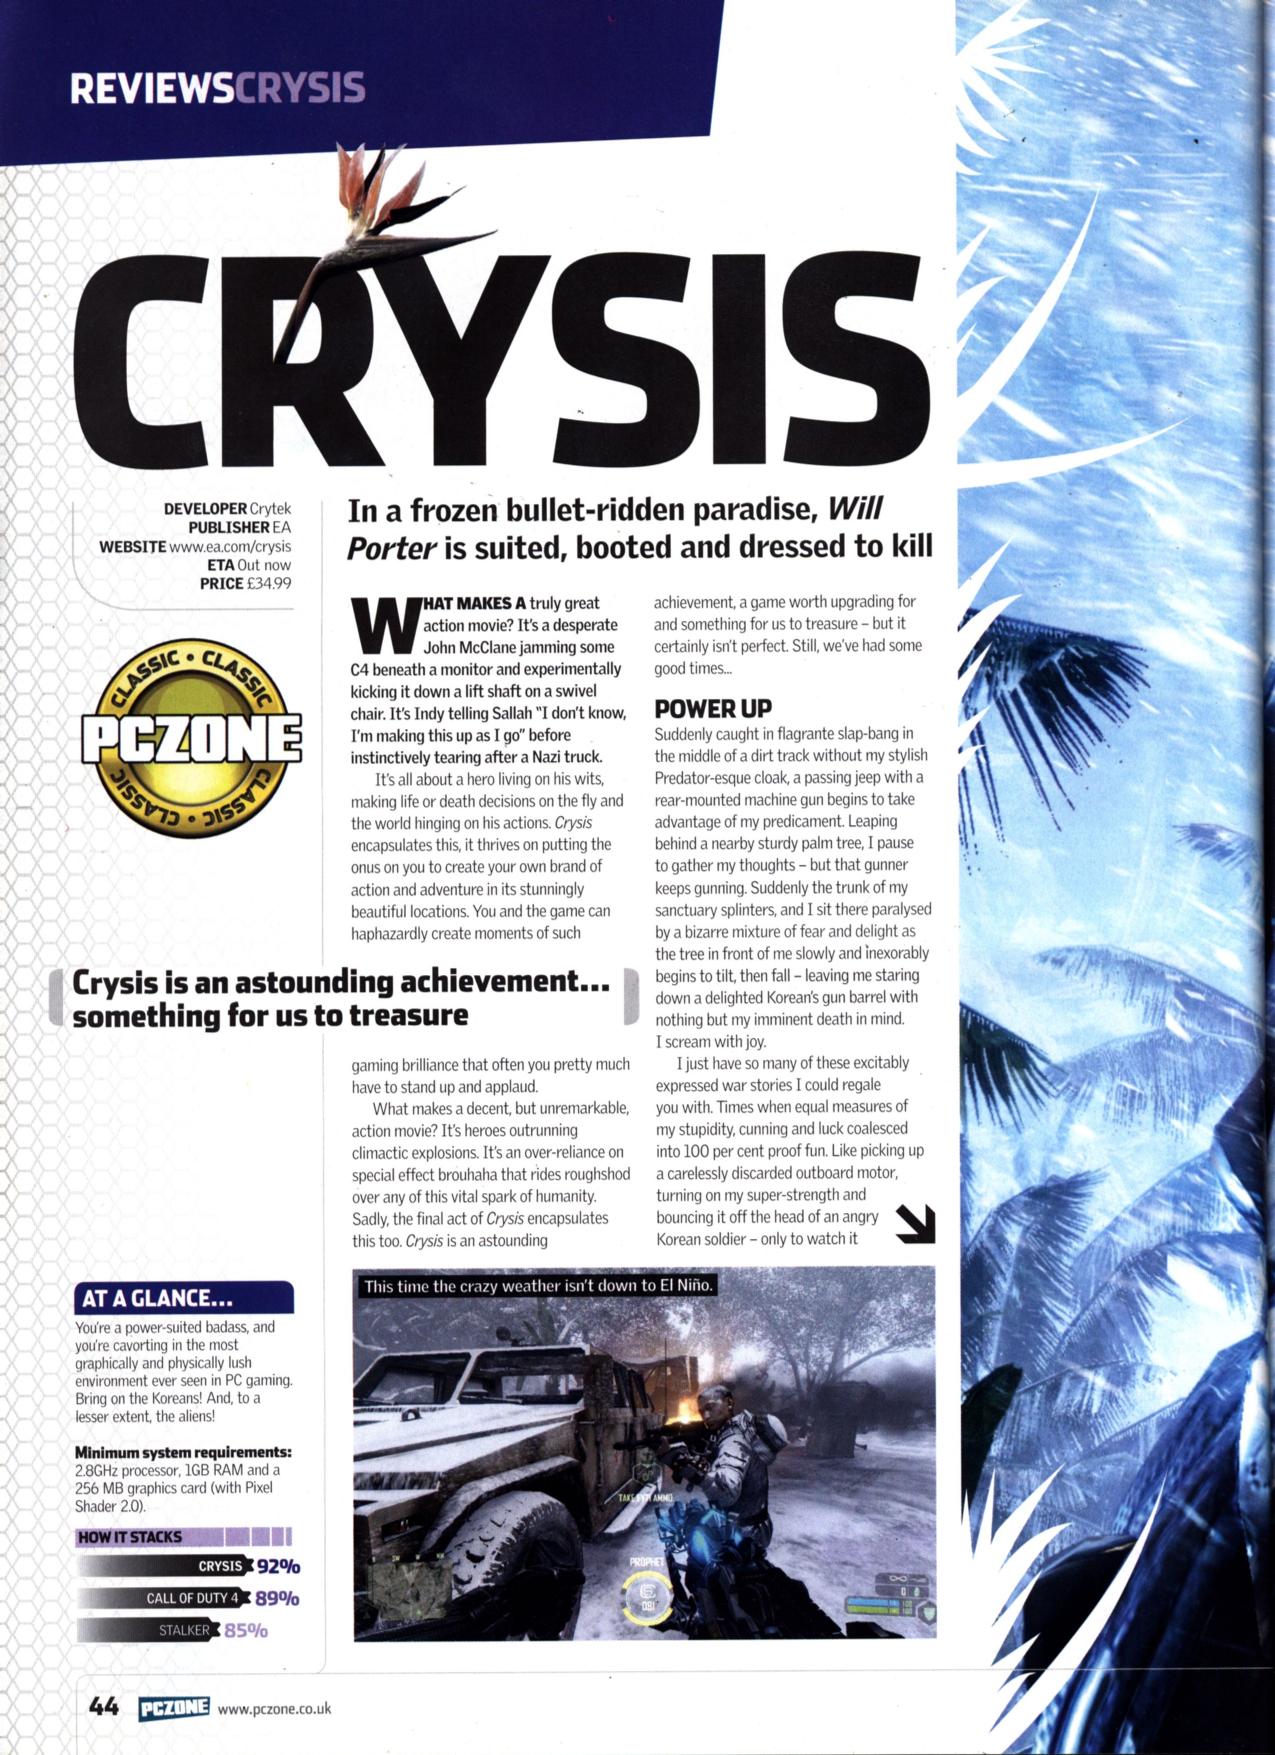 REVIEWSCRYSIS
CRYSIS
DEVELOPER Crytek
PUBLISHER EA
WEBSITE www.ea.com/crysis
ETA Out now
PRICE £34.99
CLASSIC • CLASSIC
PCZONE
CLASSIC • CLASSIC
In a frozen bullet-ridden paradise, Will
Porter is suited, booted and dressed to kill
WHAT MAKES A truly great
action movie? It's a desperate
John McClane jamming some
C4 beneath a monitor and experimentally
kicking it down a lift shaft on a swivel
chair. It's Indy telling Sallah "I don't know,
I'm making this up as I go" before
instinctively tearing after a Nazi truck.
It's all about a hero living on his wits,
making life or death decisions on the fly and
the world hinging on his actions. Crysis
encapsulates this, it thrives on putting the
onus on you to create your own brand of
action and adventure in its stunningly
beautiful locations. You and the game can
haphazardly create moments of such
Crysis is an astounding achievement...
something for us to treasure
gaming brilliance that often you pretty much
have to stand up and applaud.
What makes a decent, but unremarkable,
action movie? It's heroes outrunning
climactic explosions. It's an over-reliance on
special effect brouhaha that rides roughshod
over any of this vital spark of humanity.
Sadly, the final act of Crysis encapsulates
this too. Crysis is an astounding
achievement, a game worth upgrading for
and something for us to treasure – but it
certainly isn't perfect. Still, we've had some
good times...
POWER UP
Suddenly caught in flagrante slap-bang in
the middle of a dirt track without my stylish
Predator-esque cloak, a passing jeep with a
rear-mounted machine gun begins to take
advantage of my predicament. Leaping
behind a nearby sturdy palm tree, I pause
to gather my thoughts – but that gunner
keeps gunning. Suddenly the trunk of my
sanctuary splinters, and I sit there paralysed
by a bizarre mixture of fear and delight as
the tree in front of me slowly and inexorably
begins to tilt, then fall – leaving me staring
down a delighted Korean's gun barrel with
nothing but my imminent death in mind.
I scream with joy.
I just have so many of these excitably
expressed war stories I could regale
you with. Times when equal measures of
my stupidity, cunning and luck coalesced
into 100 per cent proof fun. Like picking up
a carelessly discarded outboard motor,
turning on my super-strength and
bouncing it off the head of an angry
Korean soldier – only to watch it
AT A GLANCE...
You're a power-suited badass, and
you're cavorting in the most
graphically and physically lush
environment ever seen in PC gaming.
Bring on the Koreans! And, to a
lesser extent, the aliens!
Minimum system requirements:
2.8GHz processor, 1GB RAM and a
256 MB graphics card (with Pixel
Shader 2.0).
HOW IT STACKS
CRYSIS 92%
CALL OF DUTY 4 89%
STALKER 85%
This time the crazy weather isn't down to El Niño.
TAKE AMMO
PROPHET
081
44 PCZONE www.pczone.co.uk